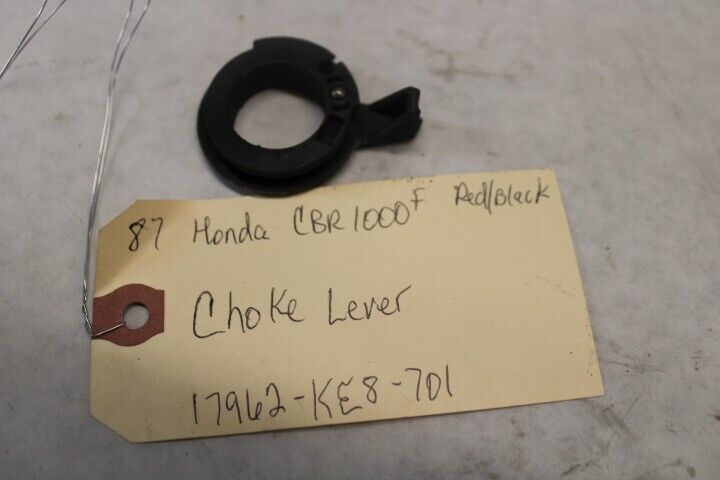 87 Honda CBR1000F Red/Black
Choke Lever
17962-KE8-701